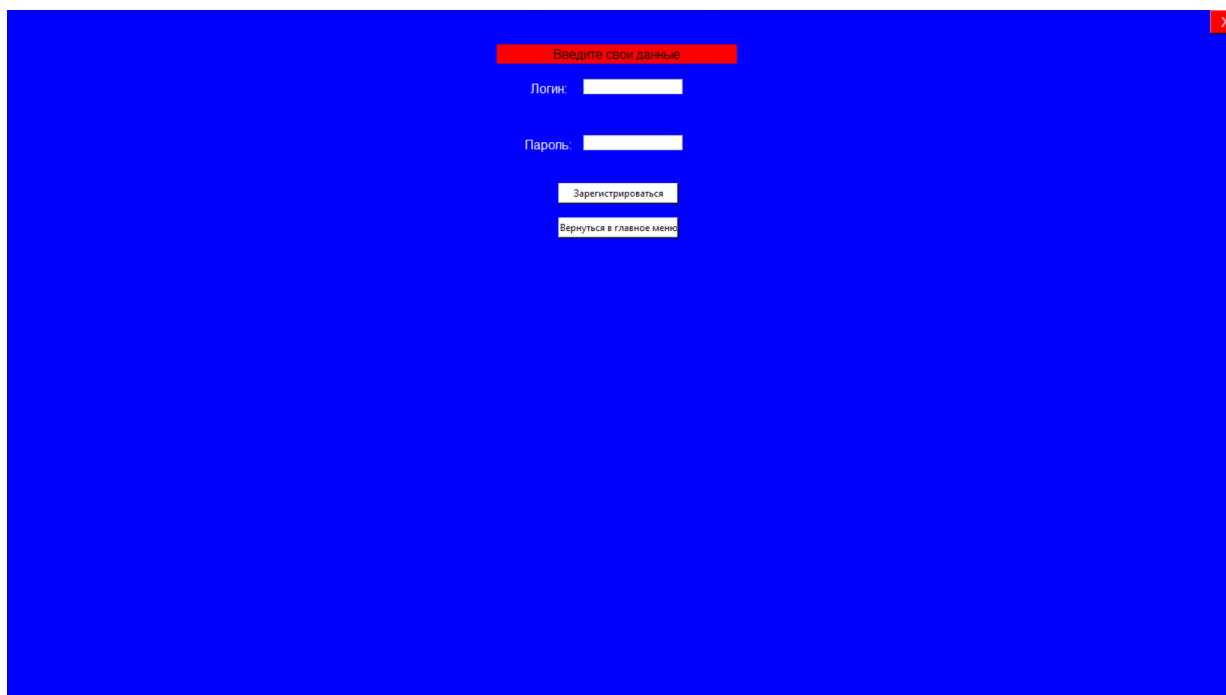 X
Введите свои данные
Логин:
Пароль:
Зарегистрироваться
Вернуться в главное меню